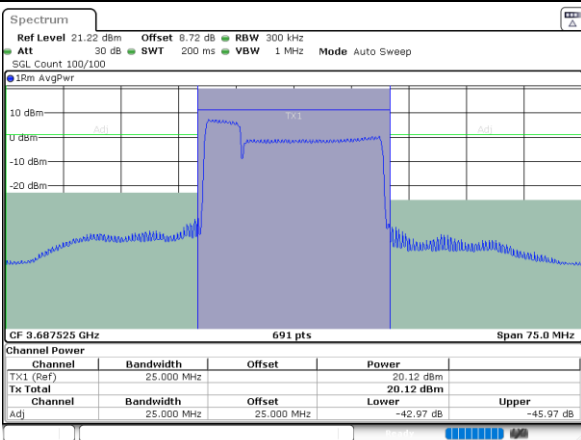 Spectrum
Ref Level 21.22 dBm Offset 8.72 dB RBW 300 kHz
Att 30 dB SWT 200 ms VBW 1 MHz Mode Auto Sweep
SGL Count 100/100
1Rm AvgPwr
10 dBm
TX1
Adj Adj
0 dBm
-10 dBm
-20 dBm
CF 3.687525 GHz 691 pts Span 75.0 MHz
Channel Power
Channel Bandwidth Offset Power
TX1 (Ref) 25.000 MHz 20.12 dBm
Tx Total 20.12 dBm
Channel Bandwidth Offset Lower Upper
Adj 25.000 MHz 25.000 MHz -42.97 dB -45.97 dB